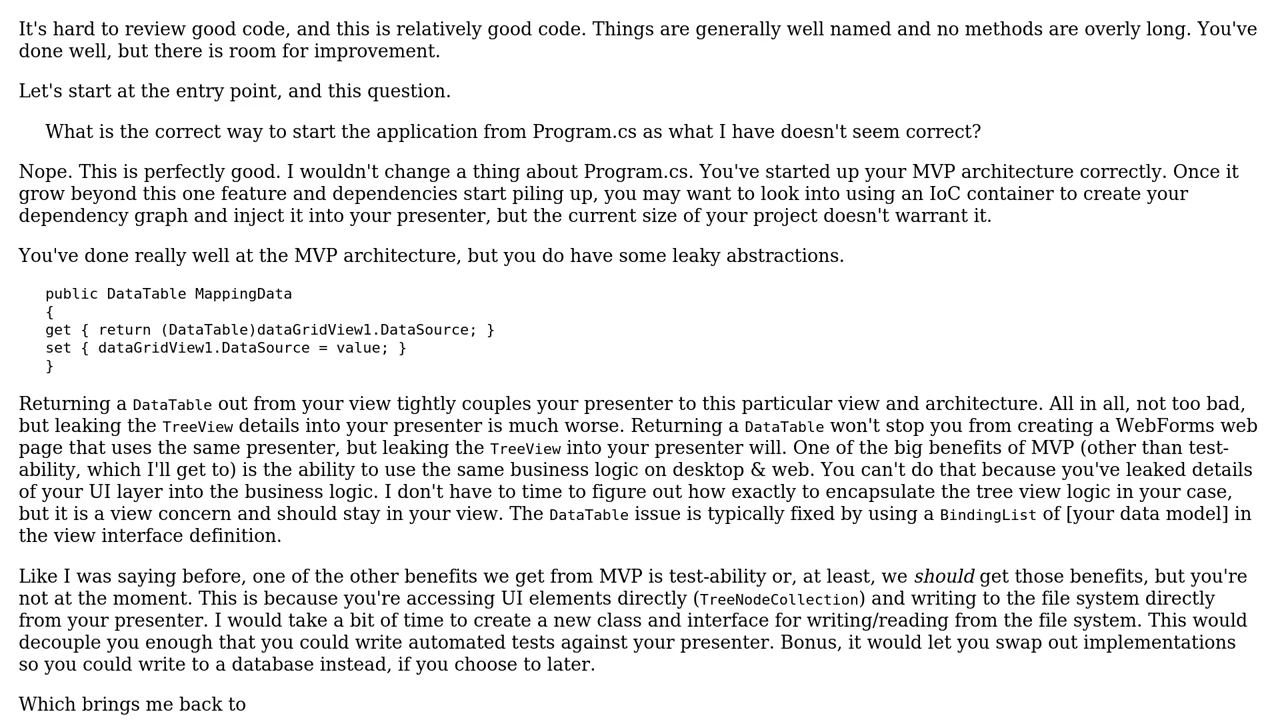 It's hard to review good code, and this is relatively good code. Things are generally well named and no methods are overly long. You've
done well, but there is room for improvement.
Let's start at the entry point, and this question.
What is the correct way to start the application from Program.cs as what I have doesn't seem correct?
Nope. This is perfectly good. I wouldn't change a thing about Program.cs. You've started up your MVP architecture correctly. Once it
grow beyond this one feature and dependencies start piling up, you may want to look into using an IoC container to create your
dependency graph and inject it into your presenter, but the current size of your project doesn't warrant it.
You've done really well at the MVP architecture, but you do have some leaky abstractions.
public DataTable MappingData
{
get { return (DataTable)dataGridView1.DataSource; }
set { dataGridView1.DataSource = value; }
}
Returning a DataTable out from your view tightly couples your presenter to this particular view and architecture. All in all, not too bad,
but leaking the TreeView details into your presenter is much worse. Returning a DataTable won't stop you from creating a WebForms web
page that uses the same presenter, but leaking the TreeView into your presenter will. One of the big benefits of MVP (other than test-
ability, which I'll get to) is the ability to use the same business logic on desktop & web. You can't do that because you've leaked details
of your UI layer into the business logic. I don't have to time to figure out how exactly to encapsulate the tree view logic in your case,
but it is a view concern and should stay in your view. The DataTable issue is typically fixed by using a BindingList of [your data model] in
the view interface definition.
Like I was saying before, one of the other benefits we get from MVP is test-ability or, at least, we should get those benefits, but you're
not at the moment. This is because you're accessing UI elements directly (TreeNodeCollection) and writing to the file system directly
from your presenter. I would take a bit of time to create a new class and interface for writing/reading from the file system. This would
decouple you enough that you could write automated tests against your presenter. Bonus, it would let you swap out implementations
so you could write to a database instead, if you choose to later.
Which brings me back to